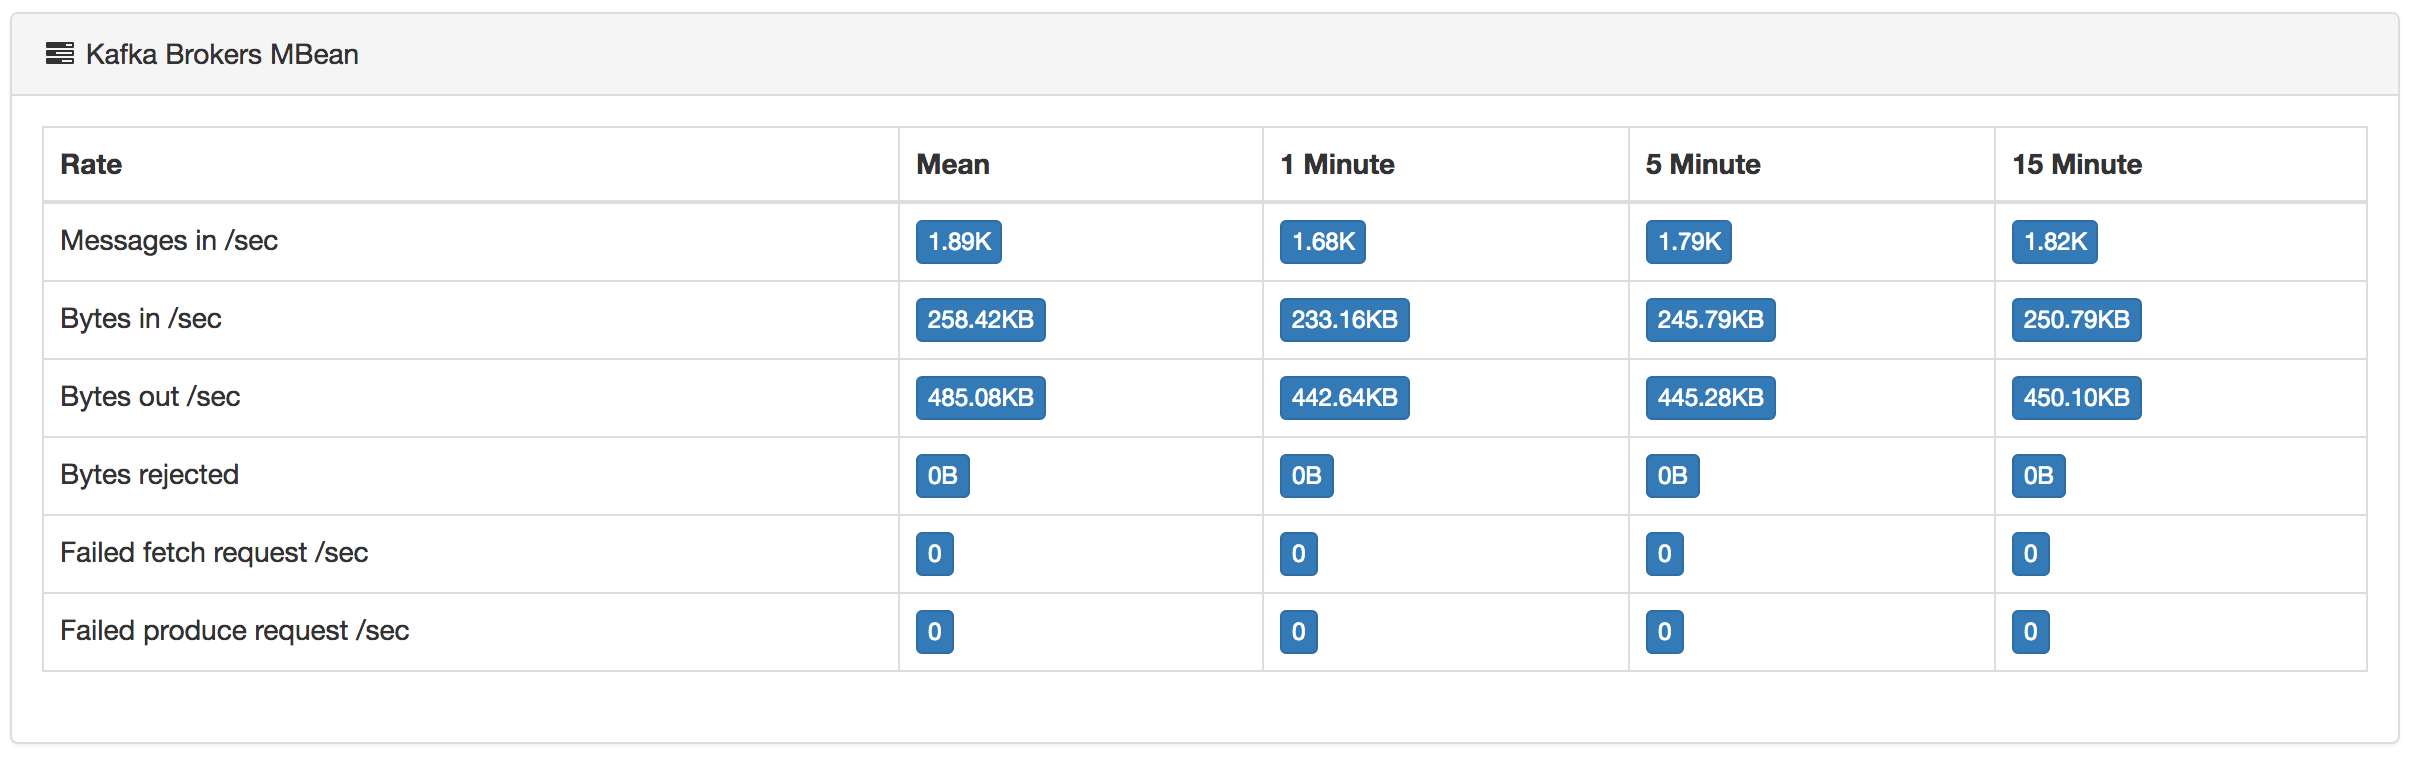 Kafka Brokers MBean
Rate Mean 1 Minute 5 Minute 15 Minute
Messages in /sec 1.89K 1.68K 1.79K 1.82K
Bytes in /sec 258.42KB 233.16KB 245.79KB 250.79KB
Bytes out /sec 485.08KB 442.64KB 445.28KB 450.10KB
Bytes rejected 0B 0B 0B 0B
Failed fetch request /sec 0 0 0 0
Failed produce request /sec 0 0 0 0